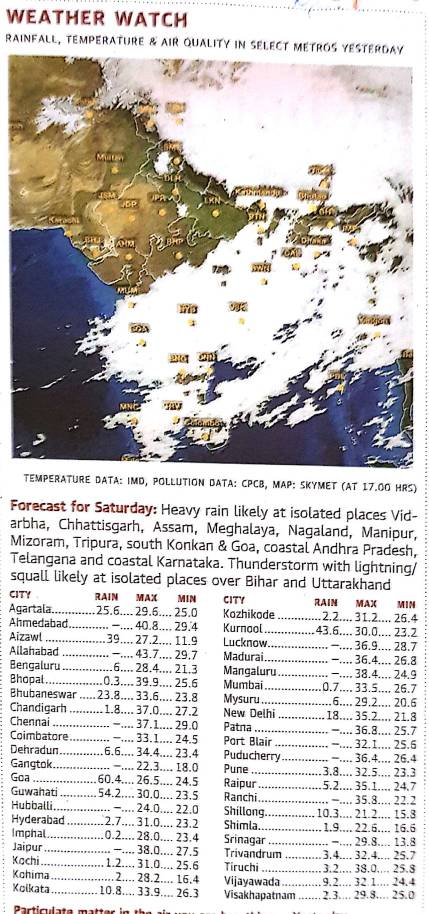 WEATHER WATCH
RAINFALL, TEMPERATURE & AIR QUALITY IN SELECT METROS YESTERDAY
Multan
DLH
JSM
JDP
JPR
LKN
Kathmandu
PTN
Karachi
BHJ
AHM
BHP
Dhaka
MUM
HYD
GOA
BNG
CHN
MNG
TRV
Colombo
PBL
TEMPERATURE DATA: IMD, POLLUTION DATA: CPCB, MAP: SKYMET (AT 17.00 HRS)
Forecast for Saturday: Heavy rain likely at isolated places Vid-
arbha, Chhattisgarh, Assam, Meghalaya, Nagaland, Manipur,
Mizoram, Tripura, south Konkan & Goa, coastal Andhra Pradesh,
Telangana and coastal Karnataka. Thunderstorm with lightning/
squall likely at isolated places over Bihar and Uttarakhand
CITY RAIN MAX MIN
Agartala............25.6....29.6.... 25.0
Ahmedabad............–....40.8.... 29.4
Aizawl................39....27.2.... 11.9
Allahabad..............–....43.7.... 29.7
Bengaluru..............6....28.4.... 21.3
Bhopal................0.3....39.9.... 25.6
Bhubaneswar.....23.8....33.6.... 23.8
Chandigarh..........1.8....37.0.... 27.2
Chennai................–....37.1.... 29.0
Coimbatore............–....33.1.... 24.5
Dehradun.............6.6....34.4.... 23.4
Gangtok................–....22.3.... 18.0
Goa...................60.4....26.5.... 24.5
Guwahati...........54.2....30.0.... 23.5
Hubballi................–....24.0.... 22.0
Hyderabad...........2.7....31.0.... 23.2
Imphal.................0.2....28.0.... 23.4
Jaipur...................–....38.0.... 27.5
Kochi..................1.2....31.0.... 25.6
Kohima..................2....28.2.... 16.4
Kolkata...............10.8....33.9.... 26.3
CITY RAIN MAX MIN
Kozhikode............2.2....31.2.... 26.4
Kurnool..............43.6....30.0.... 23.2
Lucknow................–....36.9.... 28.7
Madurai.................–....36.4.... 26.8
Mangaluru.............–....38.4.... 24.9
Mumbai................0.7....33.5.... 26.7
Mysuru...................6....29.2.... 20.6
New Delhi.............18....35.2.... 21.8
Patna.....................–....36.8.... 25.7
Port Blair...............–....32.1.... 25.6
Puducherry............–....36.4.... 26.4
Pune....................3.8....32.5.... 23.3
Raipur..................5.2....35.1.... 24.7
Ranchi...................–....35.8.... 22.2
Shillong..............10.3....21.2.... 15.8
Shimla..................1.9....22.6.... 16.6
Srinagar.................–....29.8.... 13.8
Trivandrum..........3.4....32.4.... 25.7
Tiruchi.................3.2....38.0.... 25.8
Vijayawada...........9.2....32.1.... 24.4
Visakhapatnam....2.3....29.8.... 25.0
Particulate matter in the air you